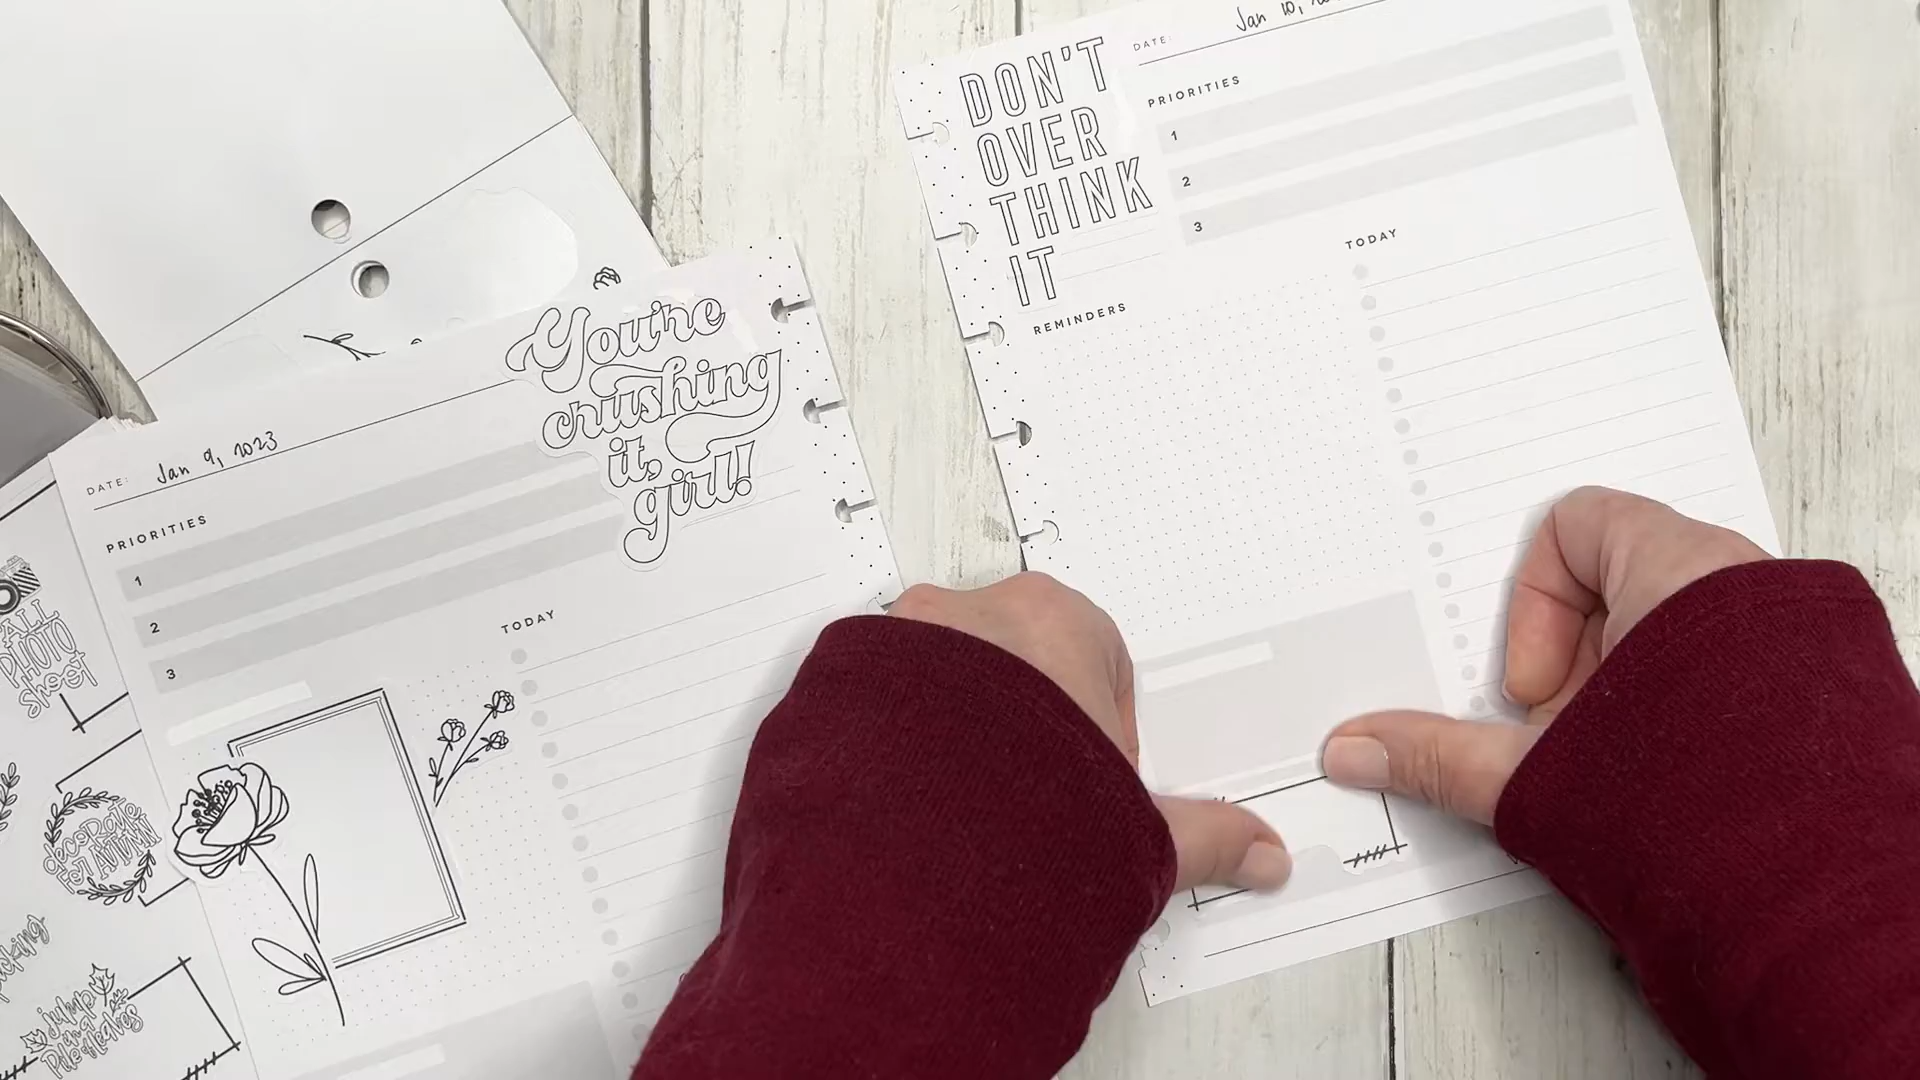 YOU'RE
crushing
it,
girl!
DATE: Jan 9, 2023
PRIORITIES
1
2
3
TODAY
ALL
PHOTO
SHOOT
decorate
for AUTUMN
jump
in a
Pile of leaves
DON'T
OVER
THINK
IT
DATE: Jan 10,
PRIORITIES
1
2
3
TODAY
REMINDERS